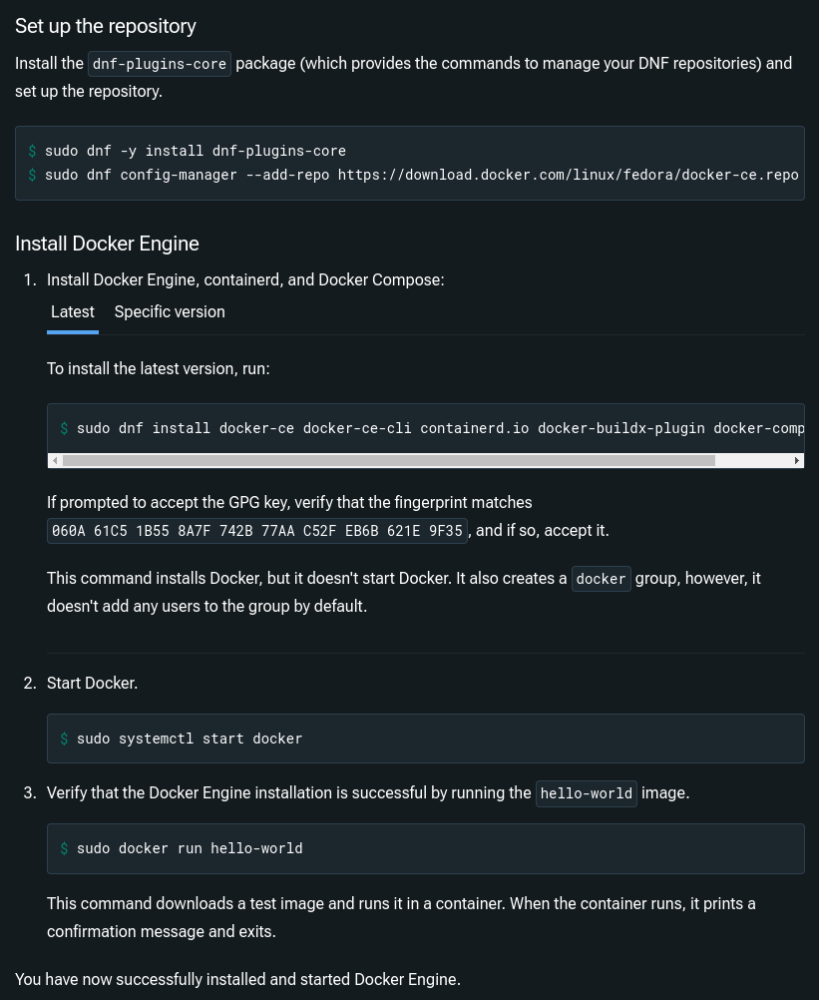 Set up the repository
Install the dnf-plugins-core package (which provides the commands to manage your DNF repositories) and
set up the repository.
$ sudo dnf -y install dnf-plugins-core
$ sudo dnf config-manager --add-repo https://download.docker.com/linux/fedora/docker-ce.repo
Install Docker Engine
1. Install Docker Engine, containerd, and Docker Compose:
Latest Specific version
To install the latest version, run:
$ sudo dnf install docker-ce docker-ce-cli containerd.io docker-buildx-plugin docker-comp
If prompted to accept the GPG key, verify that the fingerprint matches
060A 61C5 1B55 8A7F 742B 77AA C52F EB6B 621E 9F35, and if so, accept it.
This command installs Docker, but it doesn't start Docker. It also creates a docker group, however, it
doesn't add any users to the group by default.
2. Start Docker.
$ sudo systemctl start docker
3. Verify that the Docker Engine installation is successful by running the hello-world image.
$ sudo docker run hello-world
This command downloads a test image and runs it in a container. When the container runs, it prints a
confirmation message and exits.
You have now successfully installed and started Docker Engine.